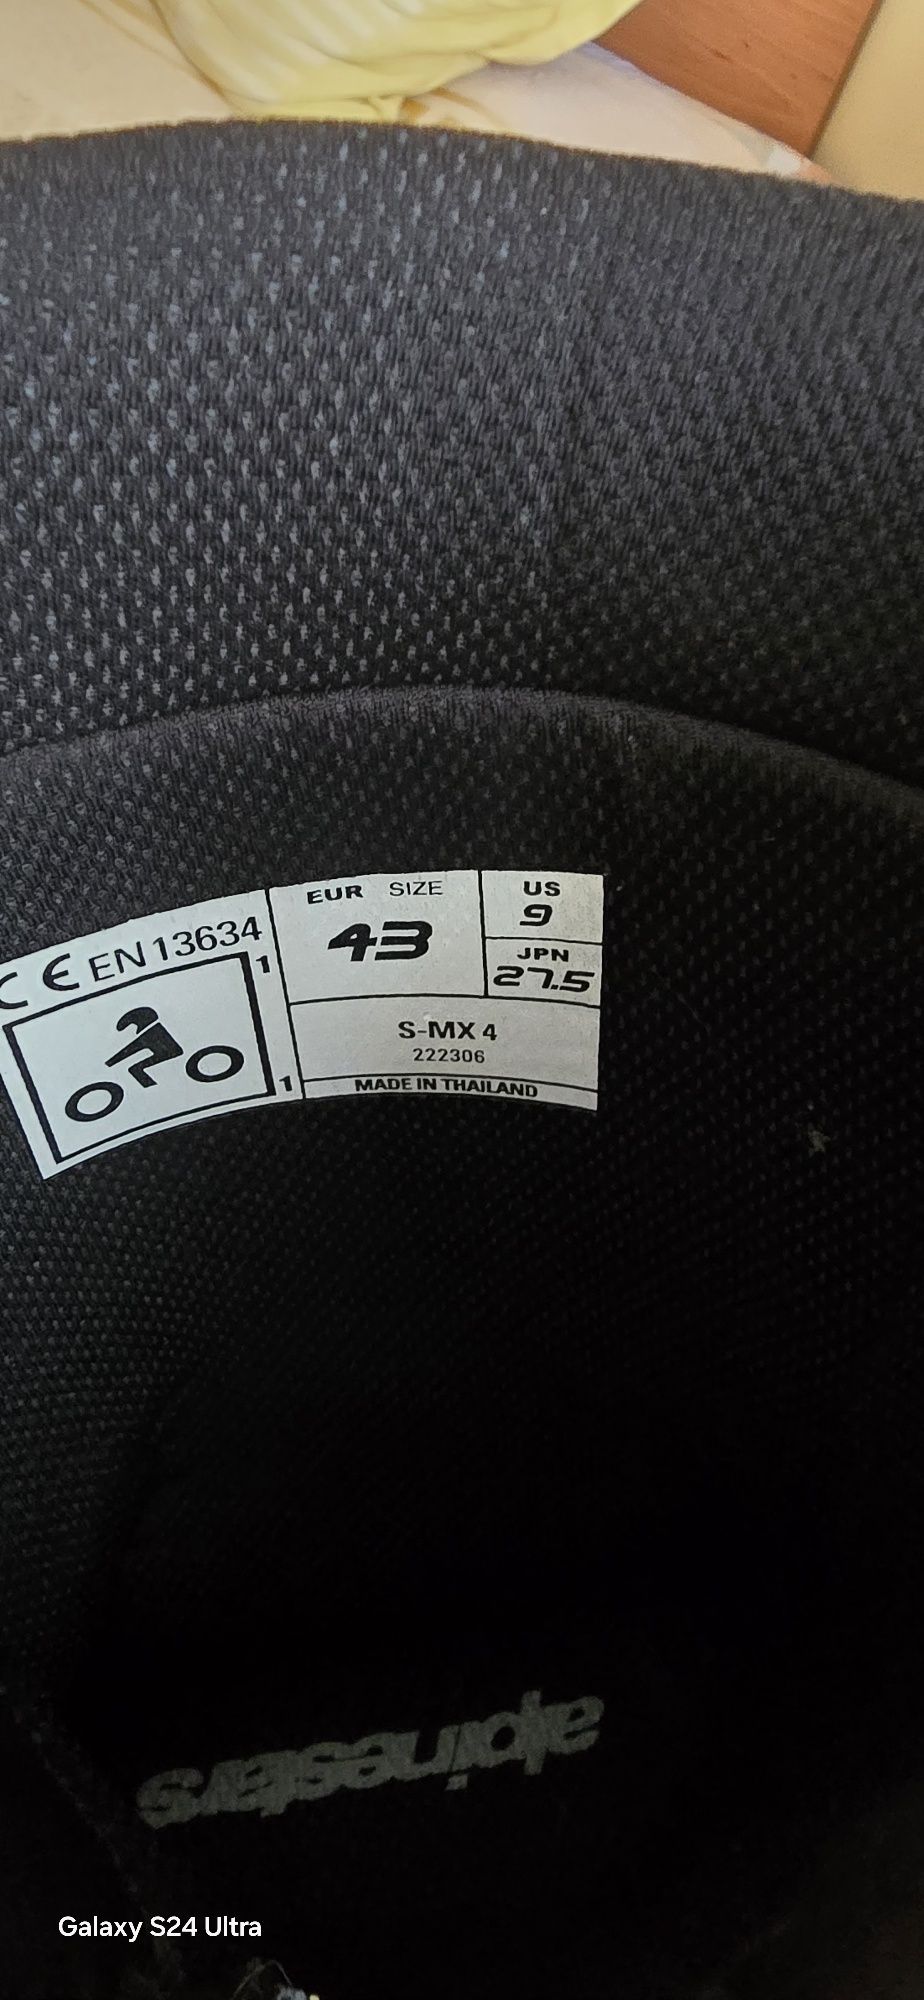 CE EN 13634
1
1
EUR SIZE
43
US
9
JPN
27.5
S-MX 4
222306
MADE IN THAILAND
alpinestars
Galaxy S24 Ultra